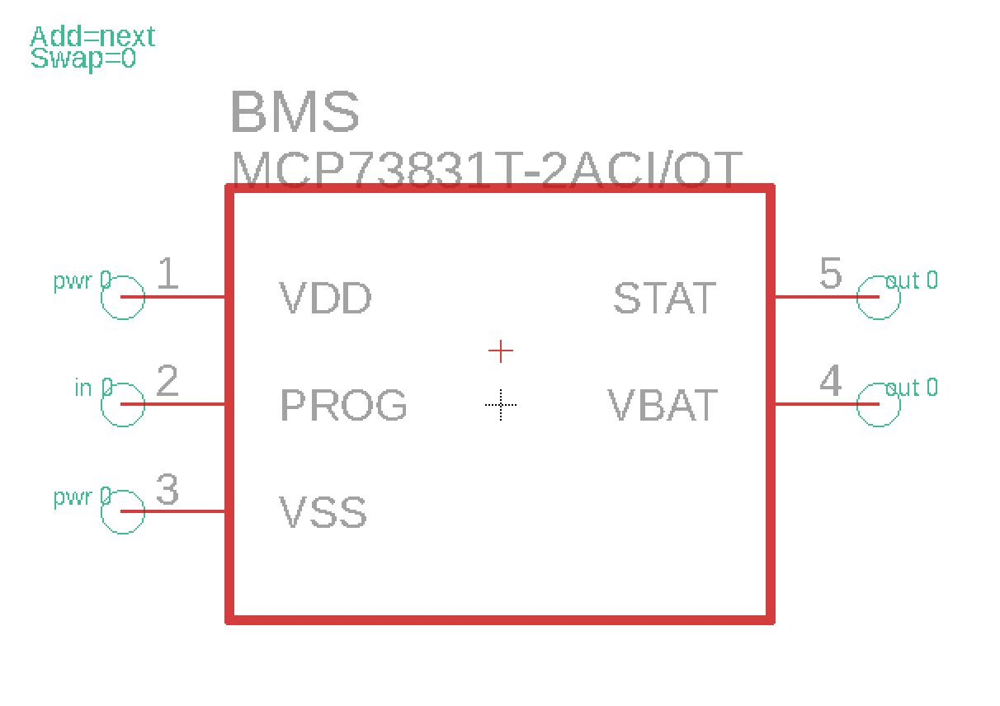 Add=next
Swap=0
BMS
MCP73831T-2ACI/OT
pwr 0 1 VDD STAT 5 out 0
in 0 2 PROG VBAT 4 out 0
pwr 0 3 VSS